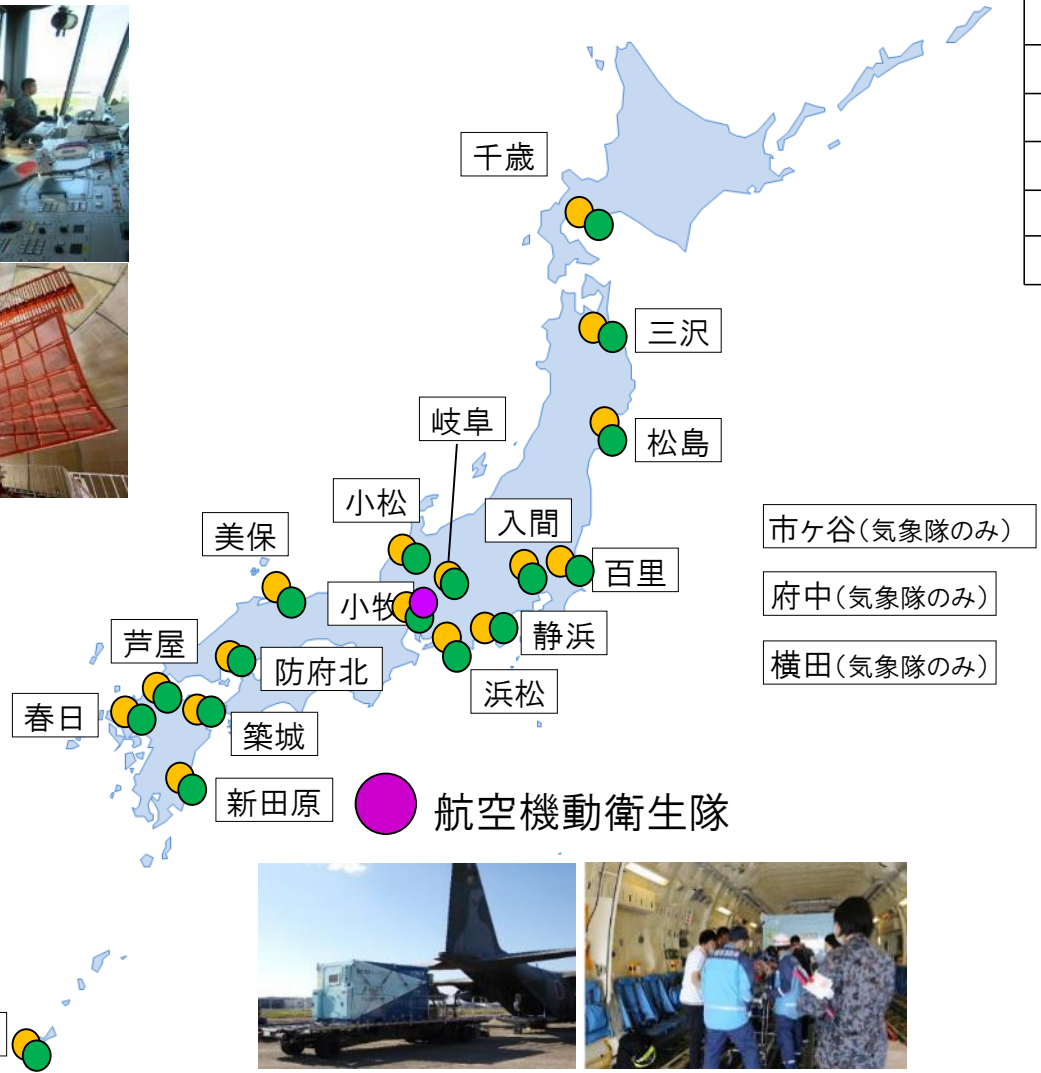 千歳
三沢
岐阜
松島
小松
入間
美保
市ヶ谷(気象隊のみ)
百里
府中(気象隊のみ)
小牧
静浜
芦屋
防府北
横田(気象隊のみ)
浜松
春日
築城
新田原
航空機動衛生隊